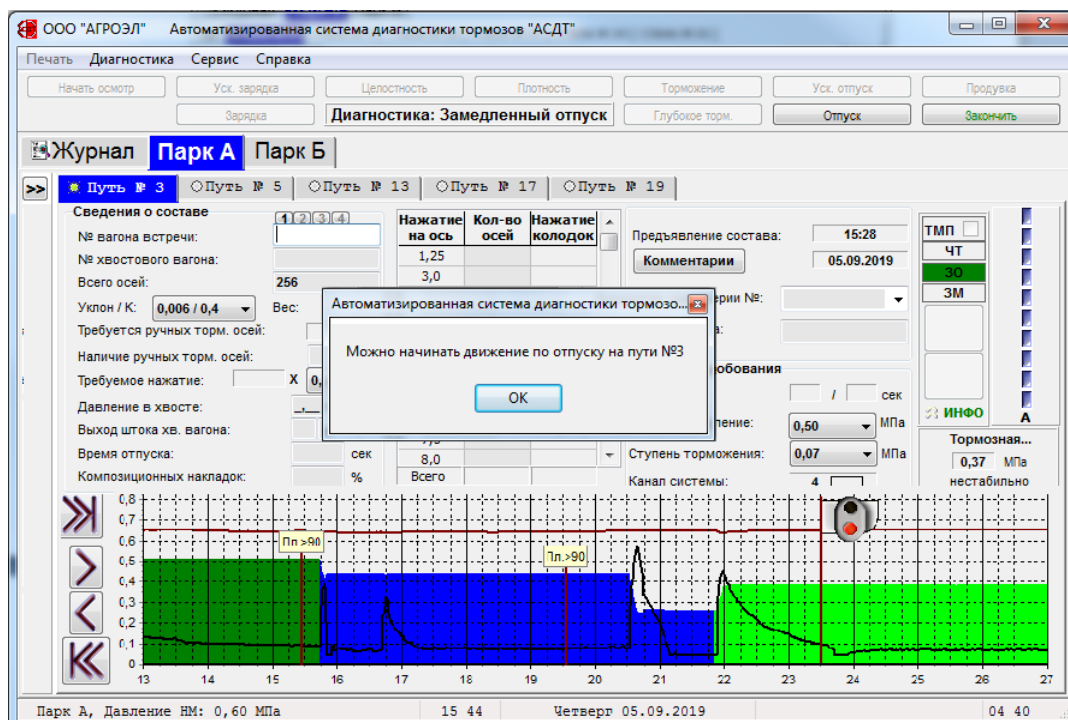 ООО "АГРОЭЛ" Автоматизированная система диагностики тормозов "АСДТ"
Печать Диагностика Сервис Справка
Начать осмотр Уск. зарядка Целостность Плотность Торможение Уск. отпуск Продувка
Зарядка Диагностика: Замедленный отпуск Глубокое торм. Отпуск Закончить
Журнал Парк А Парк Б
>> Путь № 3 Путь № 5 Путь № 13 Путь № 17 Путь № 19
Сведения о составе 1 2 3 4
№ вагона встречи:
№ хвостового вагона:
Всего осей: 256
Уклон / К: 0,006 / 0,4 Вес:
Требуется ручных торм. осей:
Наличие ручных торм. осей:
Требуемое нажатие: X 0,
Давление в хвосте: _,__
Выход штока хв. вагона:
Время отпуска: сек
Композиционных накладок: %
Нажатие на ось Кол-во осей Нажатие колодок
1,25
3,0
8,0
Всего
Предъявление состава: 15:28
Комментарии 05.09.2019
ерии №:
а:
обования
/ сек
ление: 0,50 МПа
Ступень торможения: 0,07 МПа
Канал системы: 4
ТМП
ЧТ
ЗО
ЗМ
ИНФО
А
Тормозная...
0,37 МПа
нестабильно
Автоматизированная система диагностики тормозо...
Можно начинать движение по отпуску на пути №3
OK
0,8
0,7
0,6
0,5
0,4
0,3
0,2
0,1
0
Пл >90
Пл.>90
13 14 15 16 17 18 19 20 21 22 23 24 25 26 27
Парк А, Давление НМ: 0,60 МПа 15 44 Четверг 05.09.2019 04 40